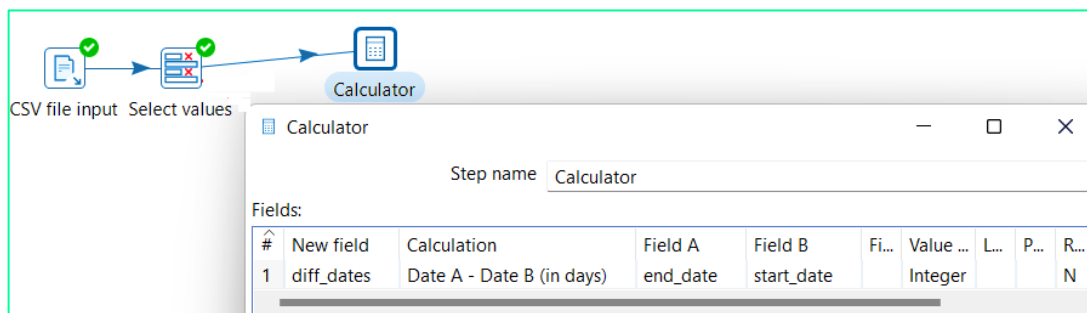 Calculator
CSV file input Select values
Calculator
Step name Calculator
Fields:
# New field Calculation Field A Field B Fi... Value ... L... P... R...
1 diff_dates Date A - Date B (in days) end_date start_date Integer N